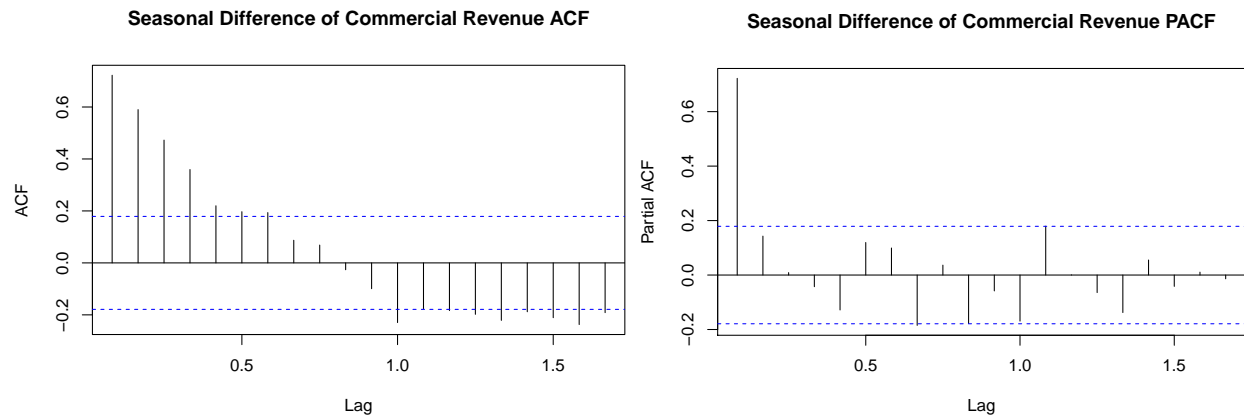 Seasonal Difference of Commercial Revenue ACF
ACF
0.6
0.4
0.2
0.0
−0.2
0.5
1.0
1.5
Lag
Seasonal Difference of Commercial Revenue PACF
Partial ACF
0.6
0.4
0.2
0.0
−0.2
0.5
1.0
1.5
Lag